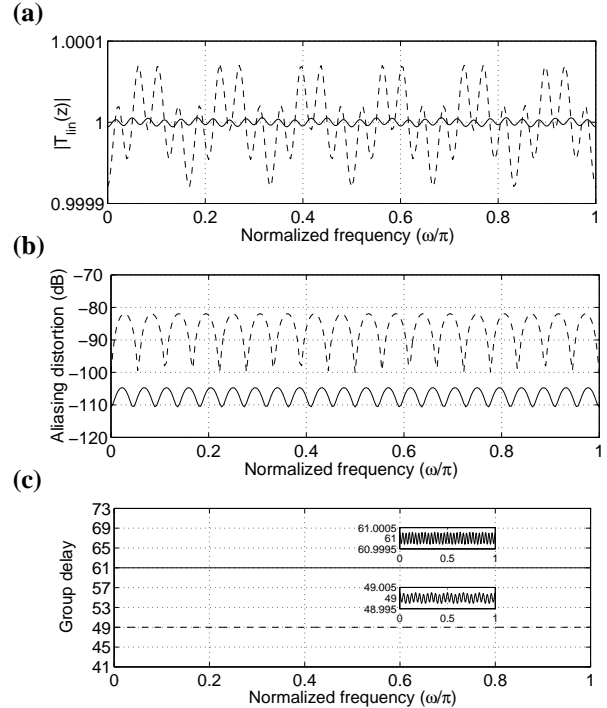 (a)
1.0001
1
0.9999
|T_lin(z)|
0 0.2 0.4 0.6 0.8 1
Normalized frequency (ω/π)
(b)
−70
−80
−90
−100
−110
−120
Aliasing distortion (dB)
0 0.2 0.4 0.6 0.8 1
Normalized frequency (ω/π)
(c)
73
69
65
61
57
53
49
45
41
Group delay
61.0005
61
60.9995
0 0.5 1
49.005
49
48.995
0 0.5 1
0 0.2 0.4 0.6 0.8 1
Normalized frequency (ω/π)